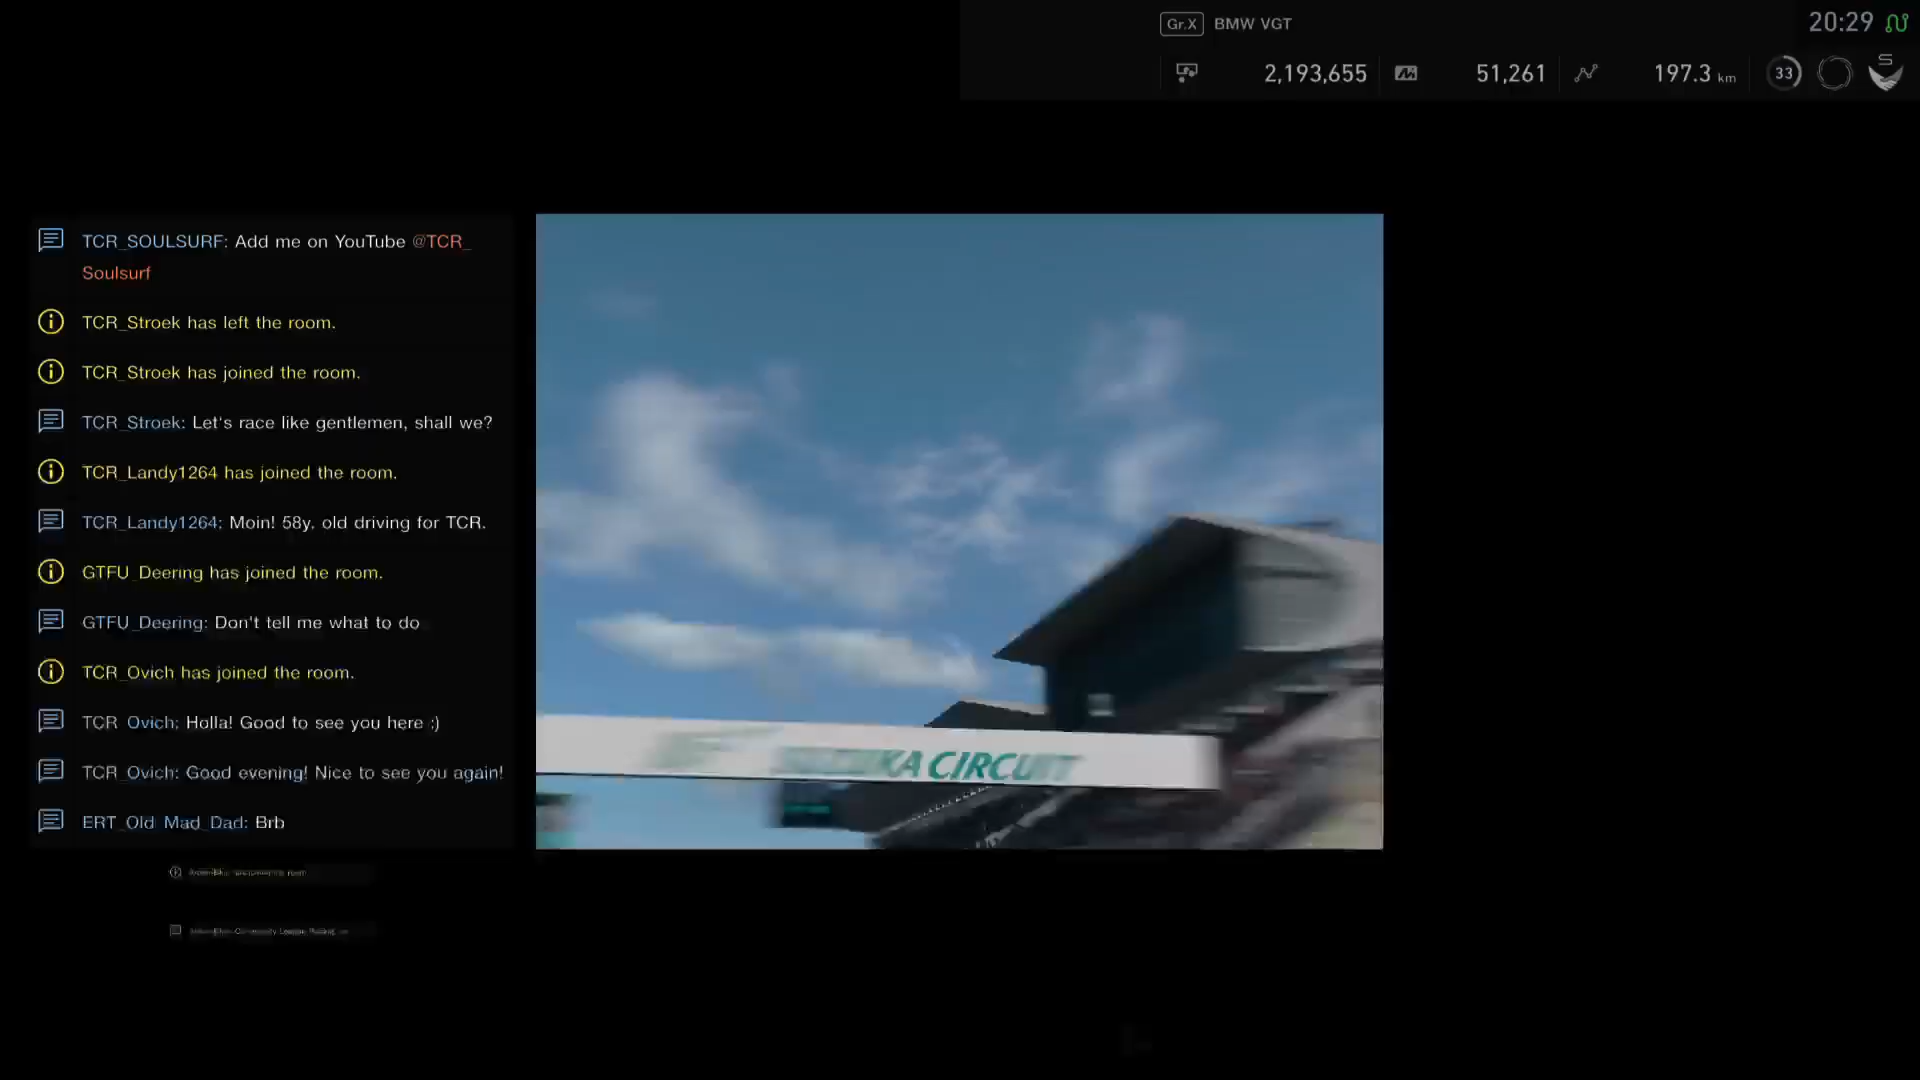 Gr.X BMW VGT
20:29
2,193,655
51,261
197.3 km
33
S
TCR_SOULSURF: Add me on YouTube @TCR_
Soulsurf
TCR_Stroek has left the room.
TCR_Stroek has joined the room.
TCR_Stroek: Let's race like gentlemen, shall we?
TCR_Landy1264 has joined the room.
TCR_Landy1264: Moin! 58y. old driving for TCR.
GTFU_Deering has joined the room.
GTFU_Deering: Don't tell me what to do
TCR_Ovich has joined the room.
TCR_Ovich: Holla! Good to see you here :)
TCR_Ovich: Good evening! Nice to see you again!
ERT_Old_Mad_Dad: Brb
CIRCUIT